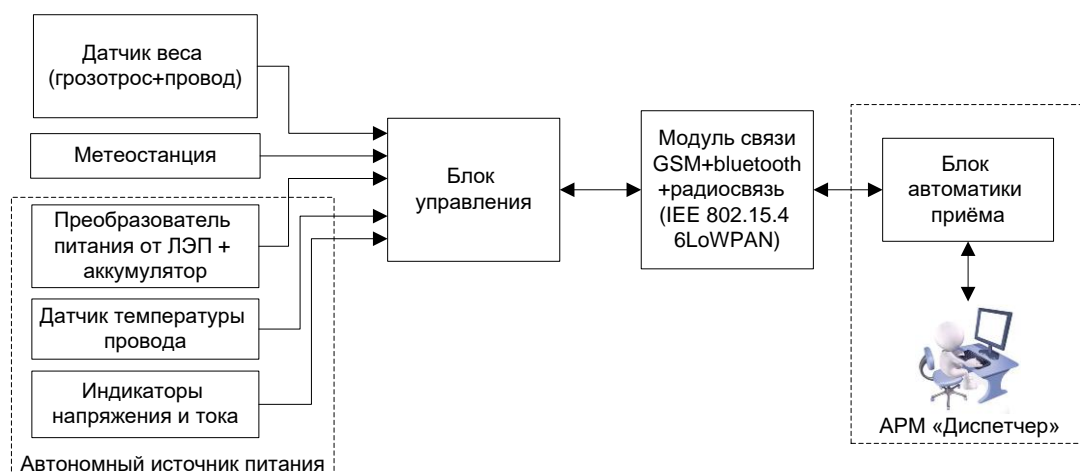 Датчик веса
(грозотрос+провод)
Метеостанция
Преобразователь
питания от ЛЭП +
аккумулятор
Датчик температуры
провода
Индикаторы
напряжения и тока
Автономный источник питания
Блок
управления
Модуль связи
GSM+bluetooth
+радиосвязь
(IEE 802.15.4
6LoWPAN)
Блок
автоматики
приёма
АРМ «Диспетчер»